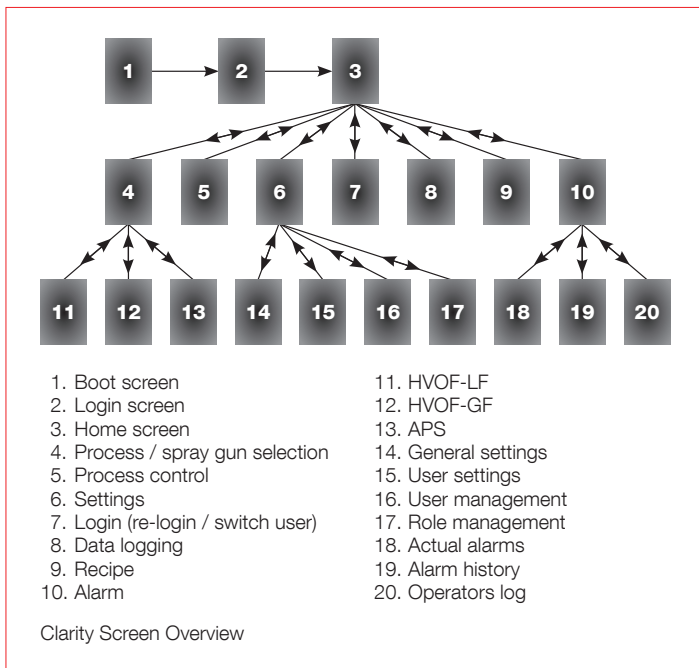 1 2 3
4 5 6 7 8 9 10
11 12 13 14 15 16 17 18 19 20
1. Boot screen
2. Login screen
3. Home screen
4. Process / spray gun selection
5. Process control
6. Settings
7. Login (re-login / switch user)
8. Data logging
9. Recipe
10. Alarm
11. HVOF-LF
12. HVOF-GF
13. APS
14. General settings
15. User settings
16. User management
17. Role management
18. Actual alarms
19. Alarm history
20. Operators log
Clarity Screen Overview